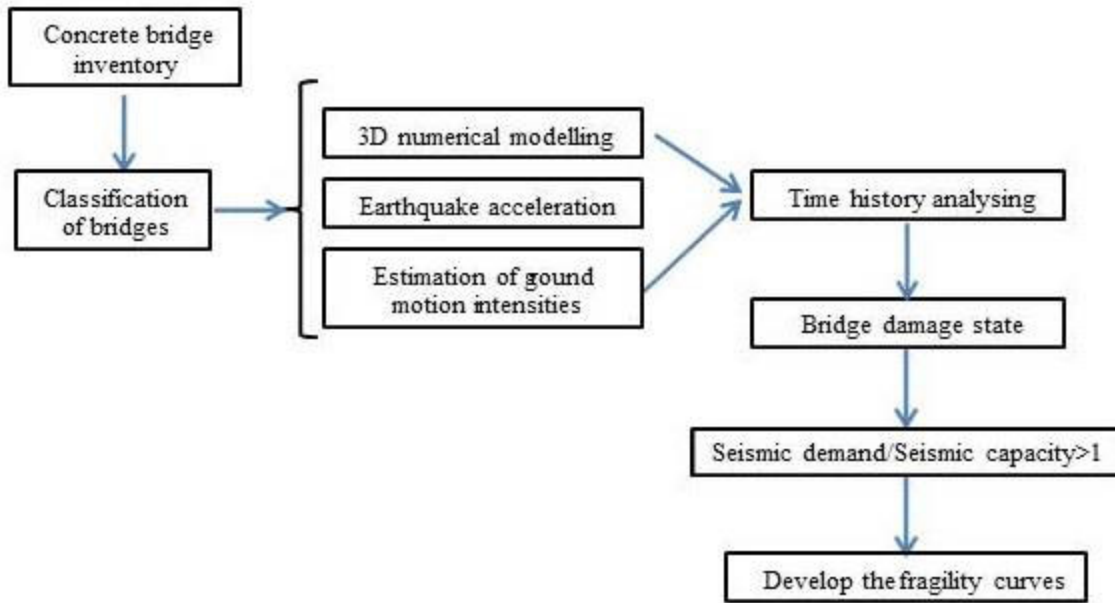 Concrete bridge
inventory
Classification
of bridges
3D numerical modelling
Earthquake acceleration
Estimation of ground
motion intensities
Time history analysing
Bridge damage state
Seismic demand/Seismic capacity>1
Develop the fragility curves